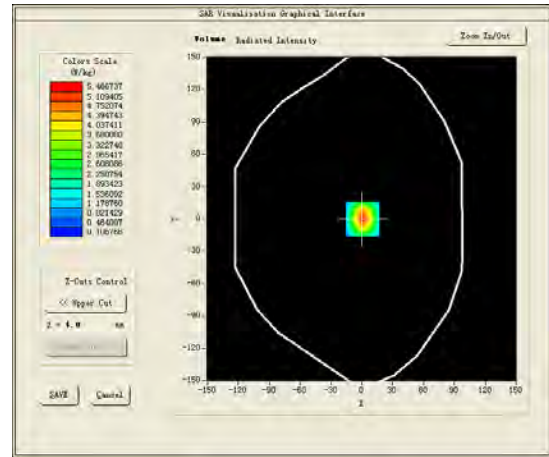 SAR Visualisation Graphical Interface
Volume Radiated Intensity
Zoom In/Out
Colors Scale
(W/kg)
5.466737
5.109405
4.752074
4.394743
4.037411
3.680080
3.322748
2.965417
2.608086
2.250754
1.893423
1.536092
1.178760
0.821429
0.464097
0.106766
Z-Cuts Control
<< Upper Cut
Z = 4.0 mm
SAVE
Cancel
150
120
90
60
30
0
-30
-60
-90
-120
-150
Y
-150 -120 -90 -60 -30 0 30 60 90 120 150
X